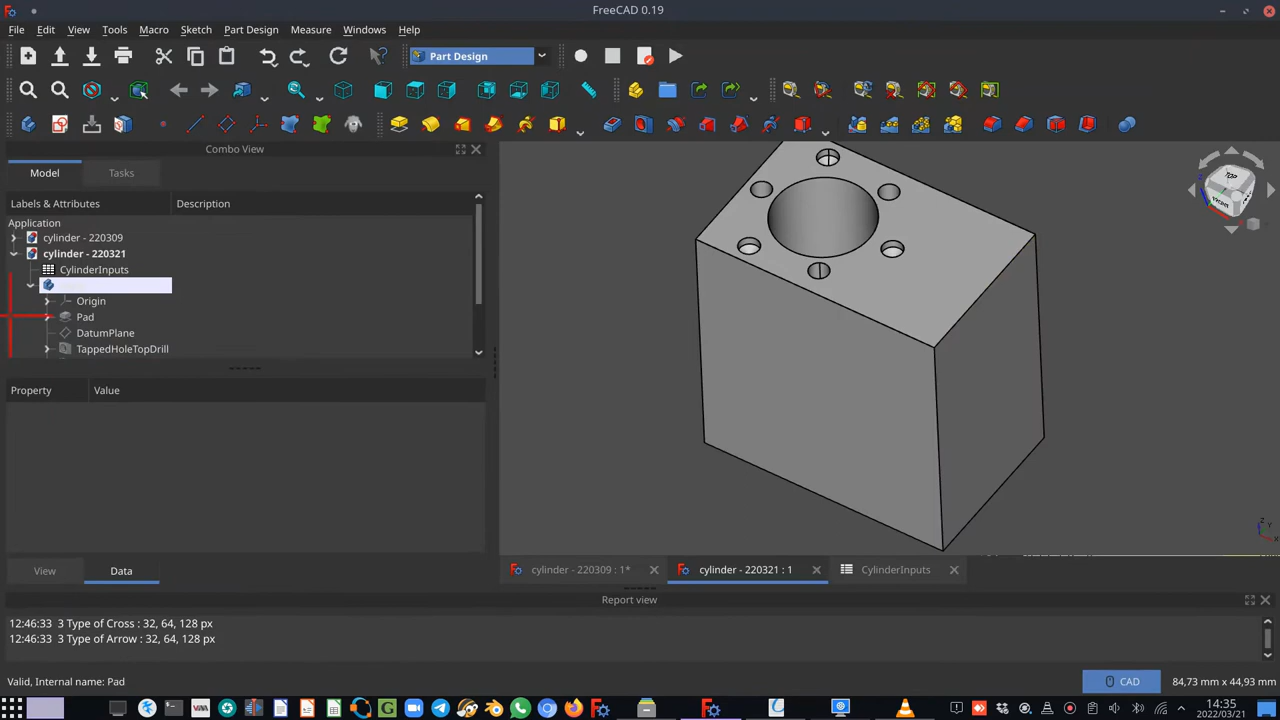 FreeCAD 0.19
File Edit View Tools Macro Sketch Part Design Measure Windows Help
Part Design
Combo View
Model Tasks
Labels & Attributes Description
Application
cylinder - 220309
cylinder - 220321
CylinderInputs
Origin
Pad
DatumPlane
TappedHoleTopDrill
Property Value
View Data
TOP
FRONT
Z
Y
X
cylinder - 220309 : 1*
cylinder - 220321 : 1
CylinderInputs
Report view
12:46:33 3 Type of Cross : 32, 64, 128 px
12:46:33 3 Type of Arrow : 32, 64, 128 px
Valid, Internal name: Pad
CAD
84,73 mm x 44,93 mm
14:35
2022/03/21